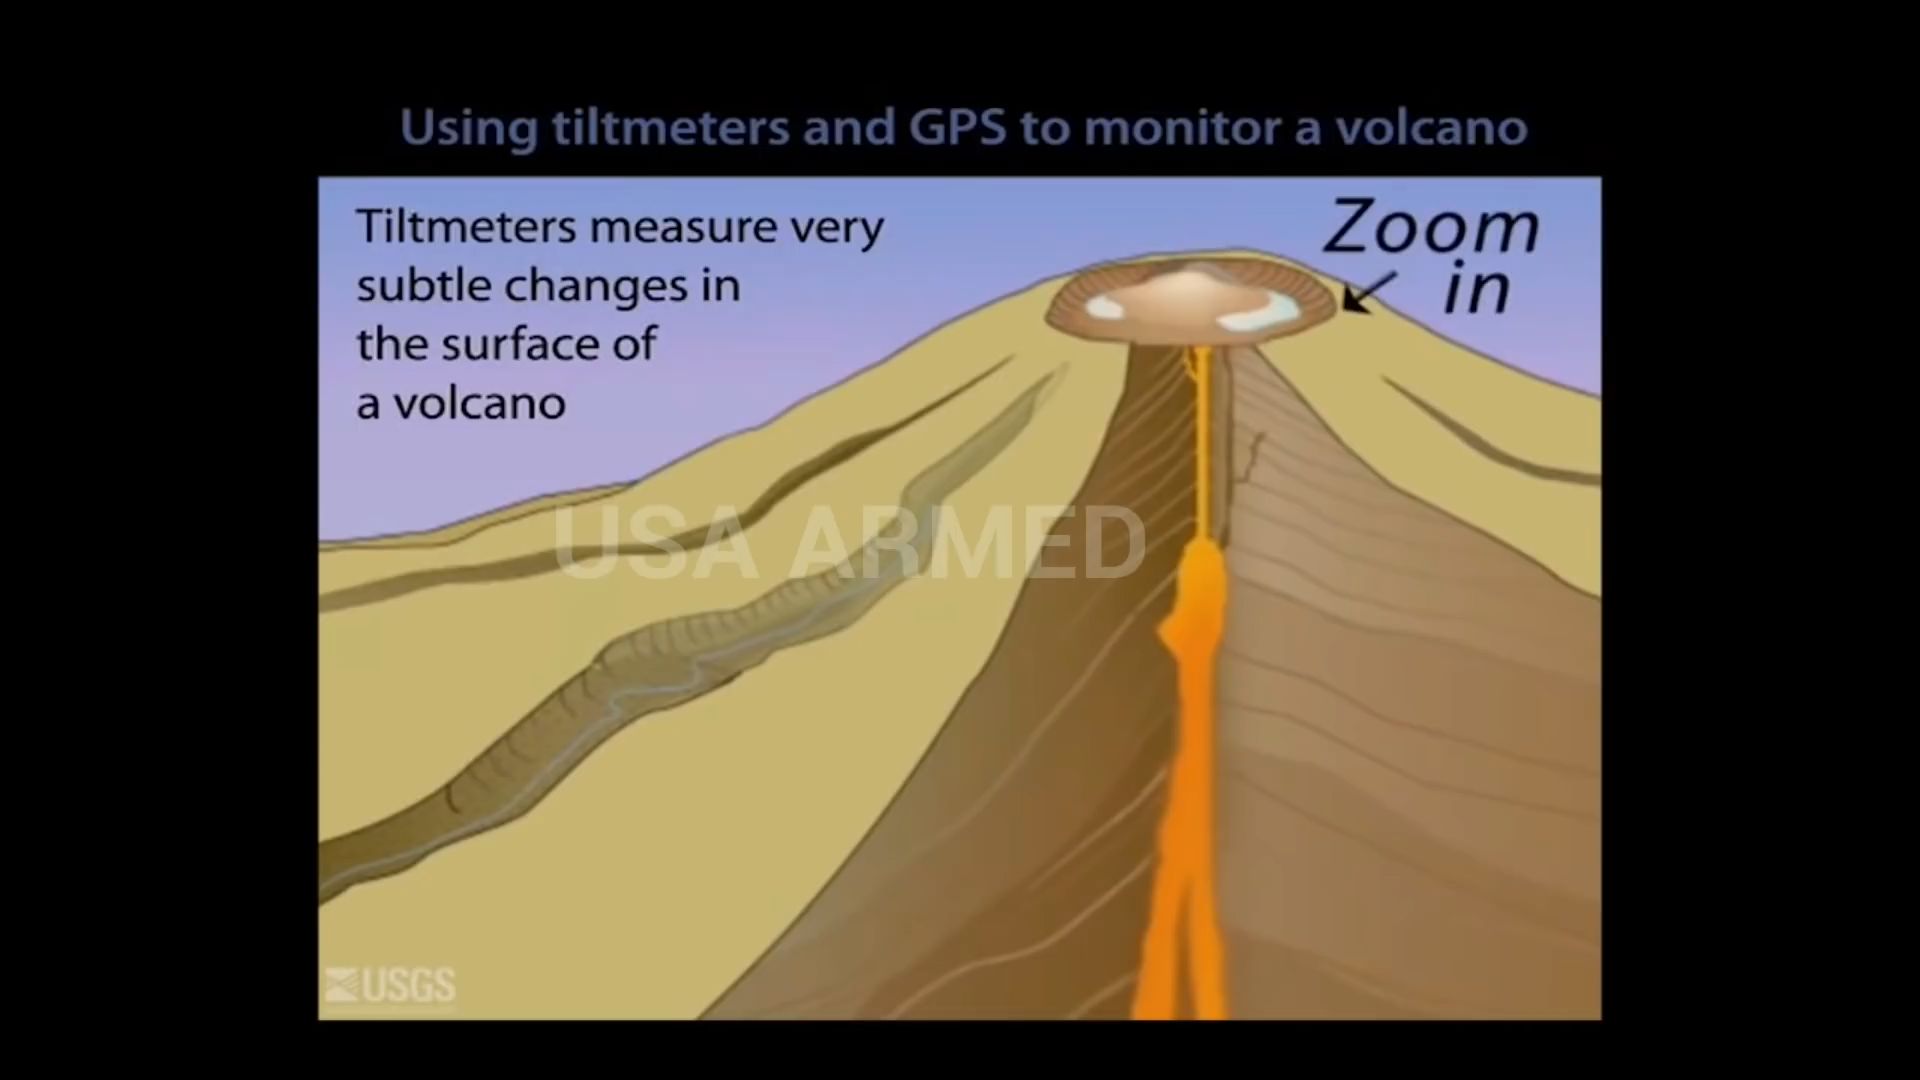 Using tiltmeters and GPS to monitor a volcano
Tiltmeters measure very
subtle changes in
the surface of
a volcano
Zoom
in
USA ARMED
USGS